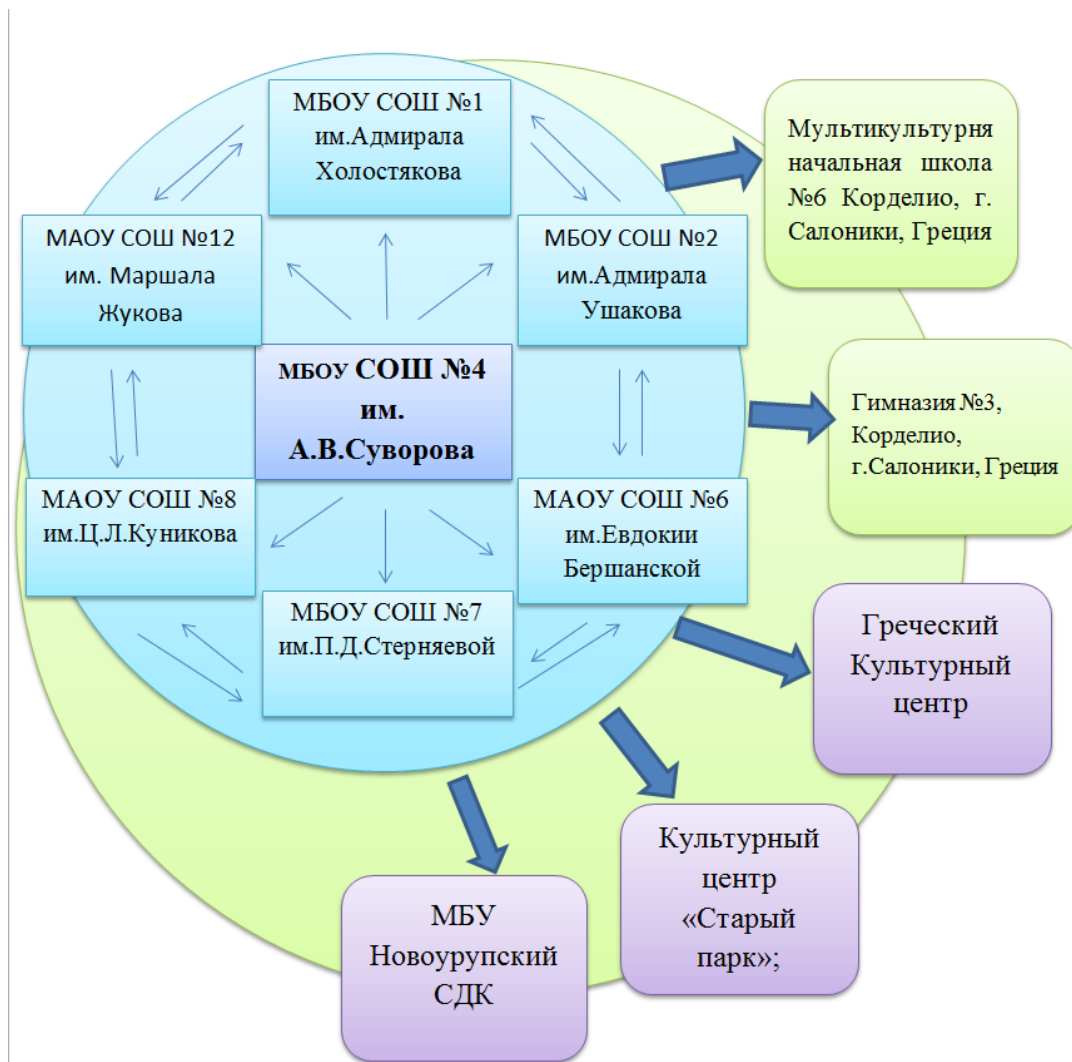 МБОУ СОШ №1
им.Адмирала
Холостякова
Мультикультурня
начальная школа
№6 Корделио, г.
Салоники, Греция
МАОУ СОШ №12
им. Маршала
Жукова
МБОУ СОШ №2
им.Адмирала
Ушакова
МБОУ СОШ №4
им.
А.В.Суворова
Гимназия №3,
Корделио,
г.Салоники, Греция
МАОУ СОШ №8
им.Ц.Л.Куникова
МАОУ СОШ №6
им.Евдокии
Бершанской
МБОУ СОШ №7
им.П.Д.Стерняевой
Греческий
Культурный
центр
Культурный
центр
«Старый
парк»;
МБУ
Новоурупский
СДК